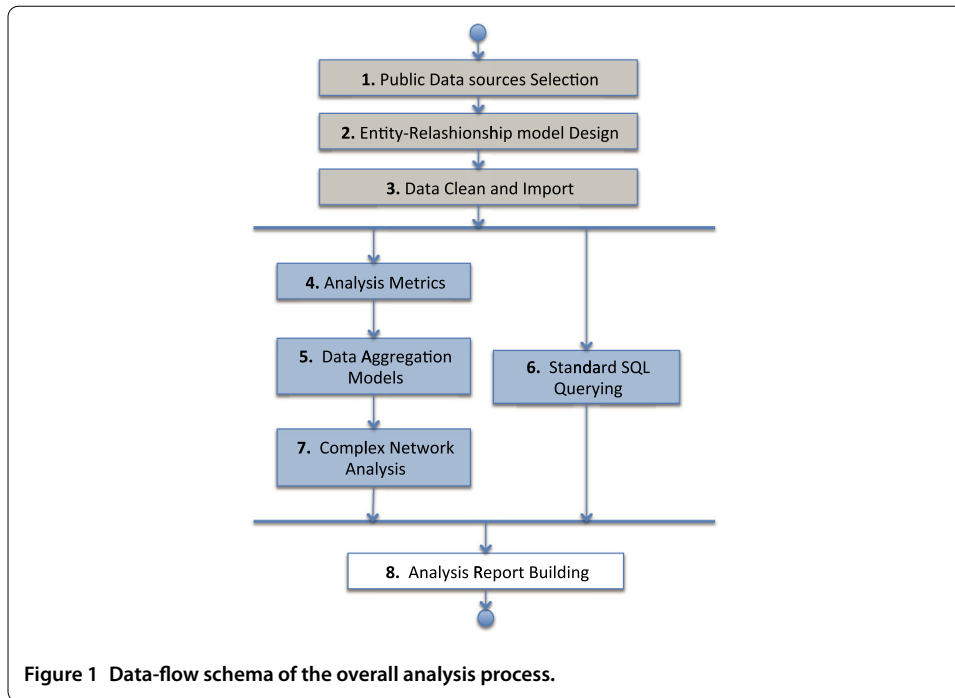 1. Public Data sources Selection
2. Entity-Relashionship model Design
3. Data Clean and Import
4. Analysis Metrics
5. Data Aggregation
Models
6. Standard SQL
Querying
7. Complex Network
Analysis
8. Analysis Report Building
Figure 1 Data-flow schema of the overall analysis process.